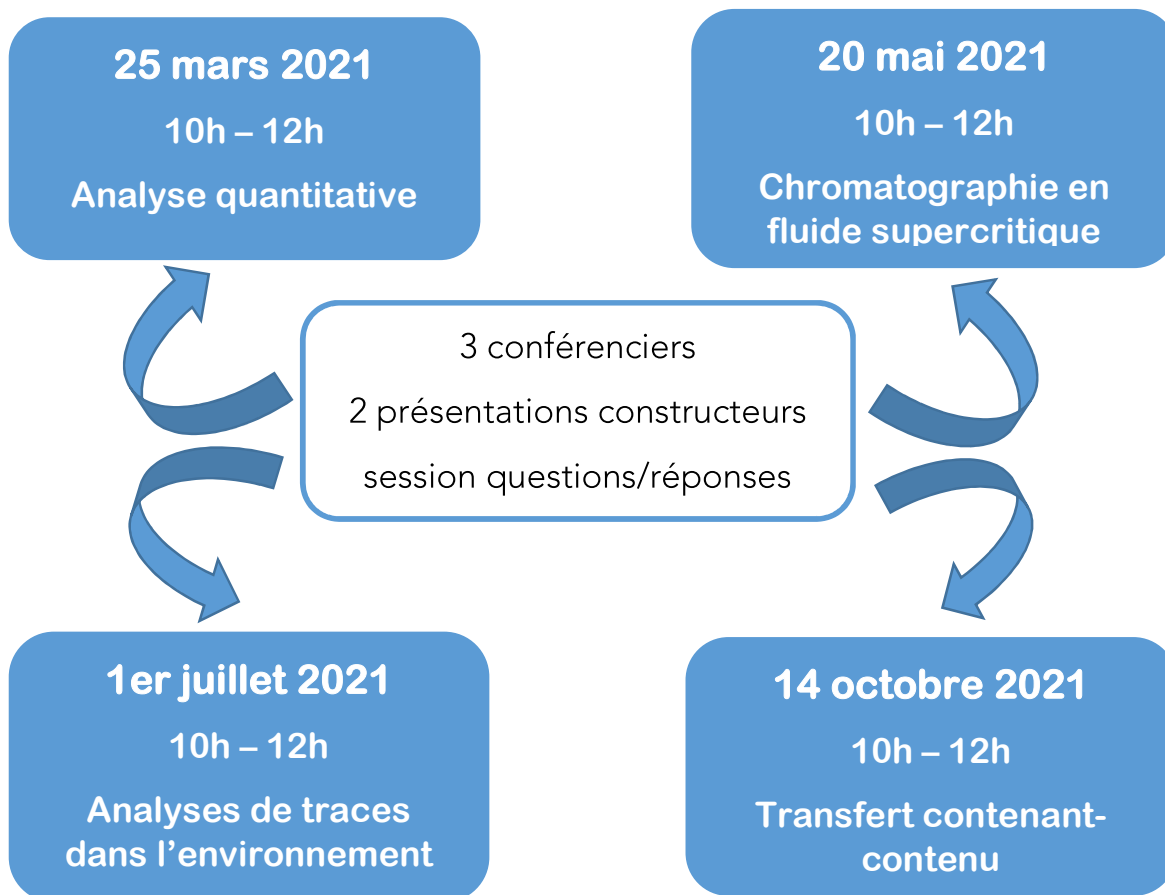 25 mars 2021
10h – 12h
Analyse quantitative
20 mai 2021
10h – 12h
Chromatographie en
fluide supercritique
3 conférenciers
2 présentations constructeurs
session questions/réponses
1er juillet 2021
10h – 12h
Analyses de traces
dans l’environnement
14 octobre 2021
10h – 12h
Transfert contenant-
contenu